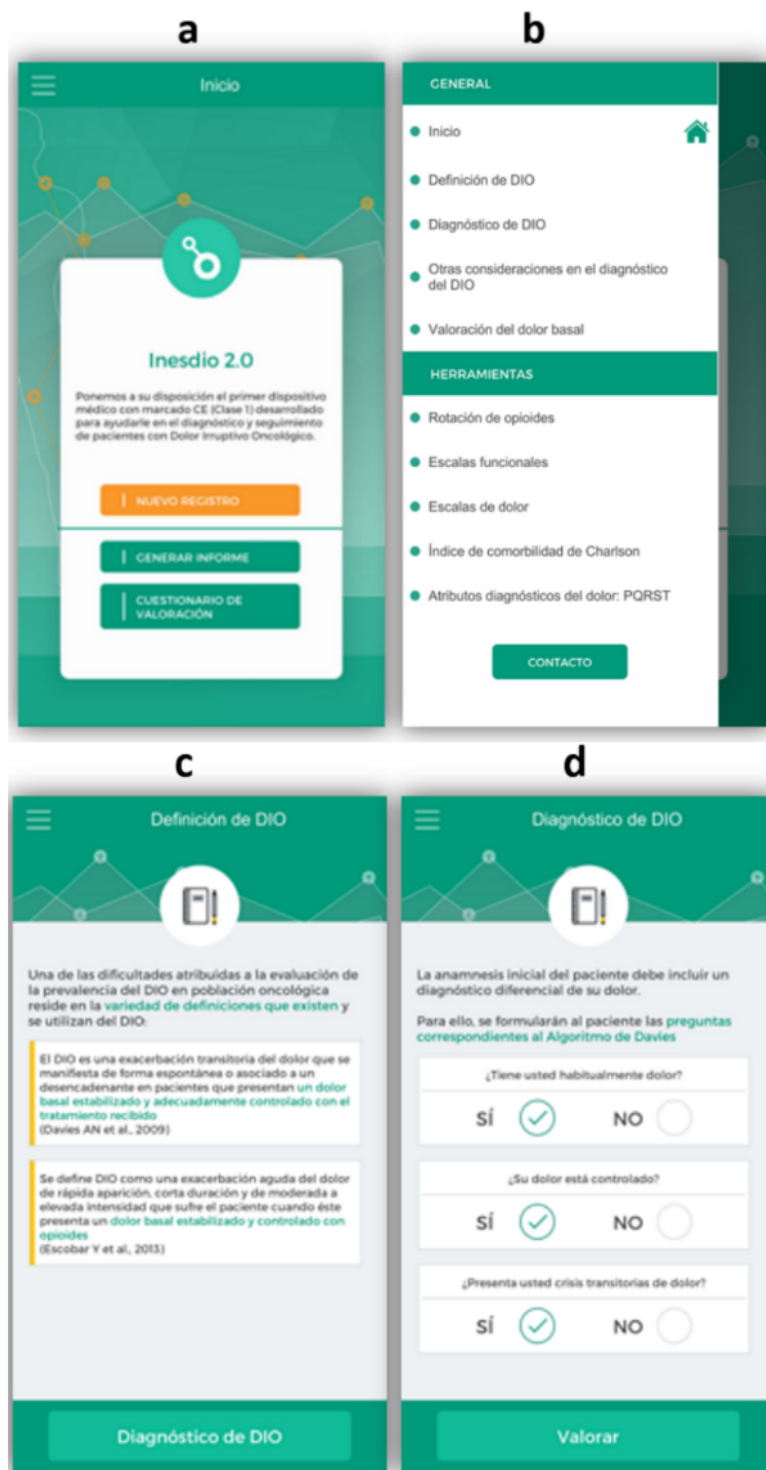 a
Inicio
Inesdio 2.0
Ponemos a su disposición el primer dispositivo
médico con marcado CE (Clase 1) desarrollado
para ayudarle en el diagnóstico y seguimiento
de pacientes con Dolor Irruptivo Oncológico.
NUEVO REGISTRO
GENERAR INFORME
CUESTIONARIO DE
VALORACIÓN
b
GENERAL
Inicio
Definición de DIO
Diagnóstico de DIO
Otras consideraciones en el diagnóstico
del DIO
Valoración del dolor basal
HERRAMIENTAS
Rotación de opioides
Escalas funcionales
Escalas de dolor
Índice de comorbilidad de Charlson
Atributos diagnósticos del dolor: PQRST
CONTACTO
c
Definición de DIO
Una de las dificultades atribuidas a la evaluación de
la prevalencia del DIO en población oncológica
reside en la variedad de definiciones que existen y
se utilizan del DIO:
El DIO es una exacerbación transitoria del dolor que se
manifiesta de forma espontánea o asociado a un
desencadenante en pacientes que presentan un dolor
basal estabilizado y adecuadamente controlado con el
tratamiento recibido
(Davies AN et al., 2009)
Se define DIO como una exacerbación aguda del dolor
de rápida aparición, corta duración y de moderada a
elevada intensidad que sufre el paciente cuando éste
presenta un dolor basal estabilizado y controlado con
opioides
(Escobar Y et al., 2013)
Diagnóstico de DIO
d
Diagnóstico de DIO
La anamnesis inicial del paciente debe incluir un
diagnóstico diferencial de su dolor.
Para ello, se formularán al paciente las preguntas
correspondientes al Algoritmo de Davies
¿Tiene usted habitualmente dolor?
SÍ NO
¿Su dolor está controlado?
SÍ NO
¿Presenta usted crisis transitorias de dolor?
SÍ NO
Valorar